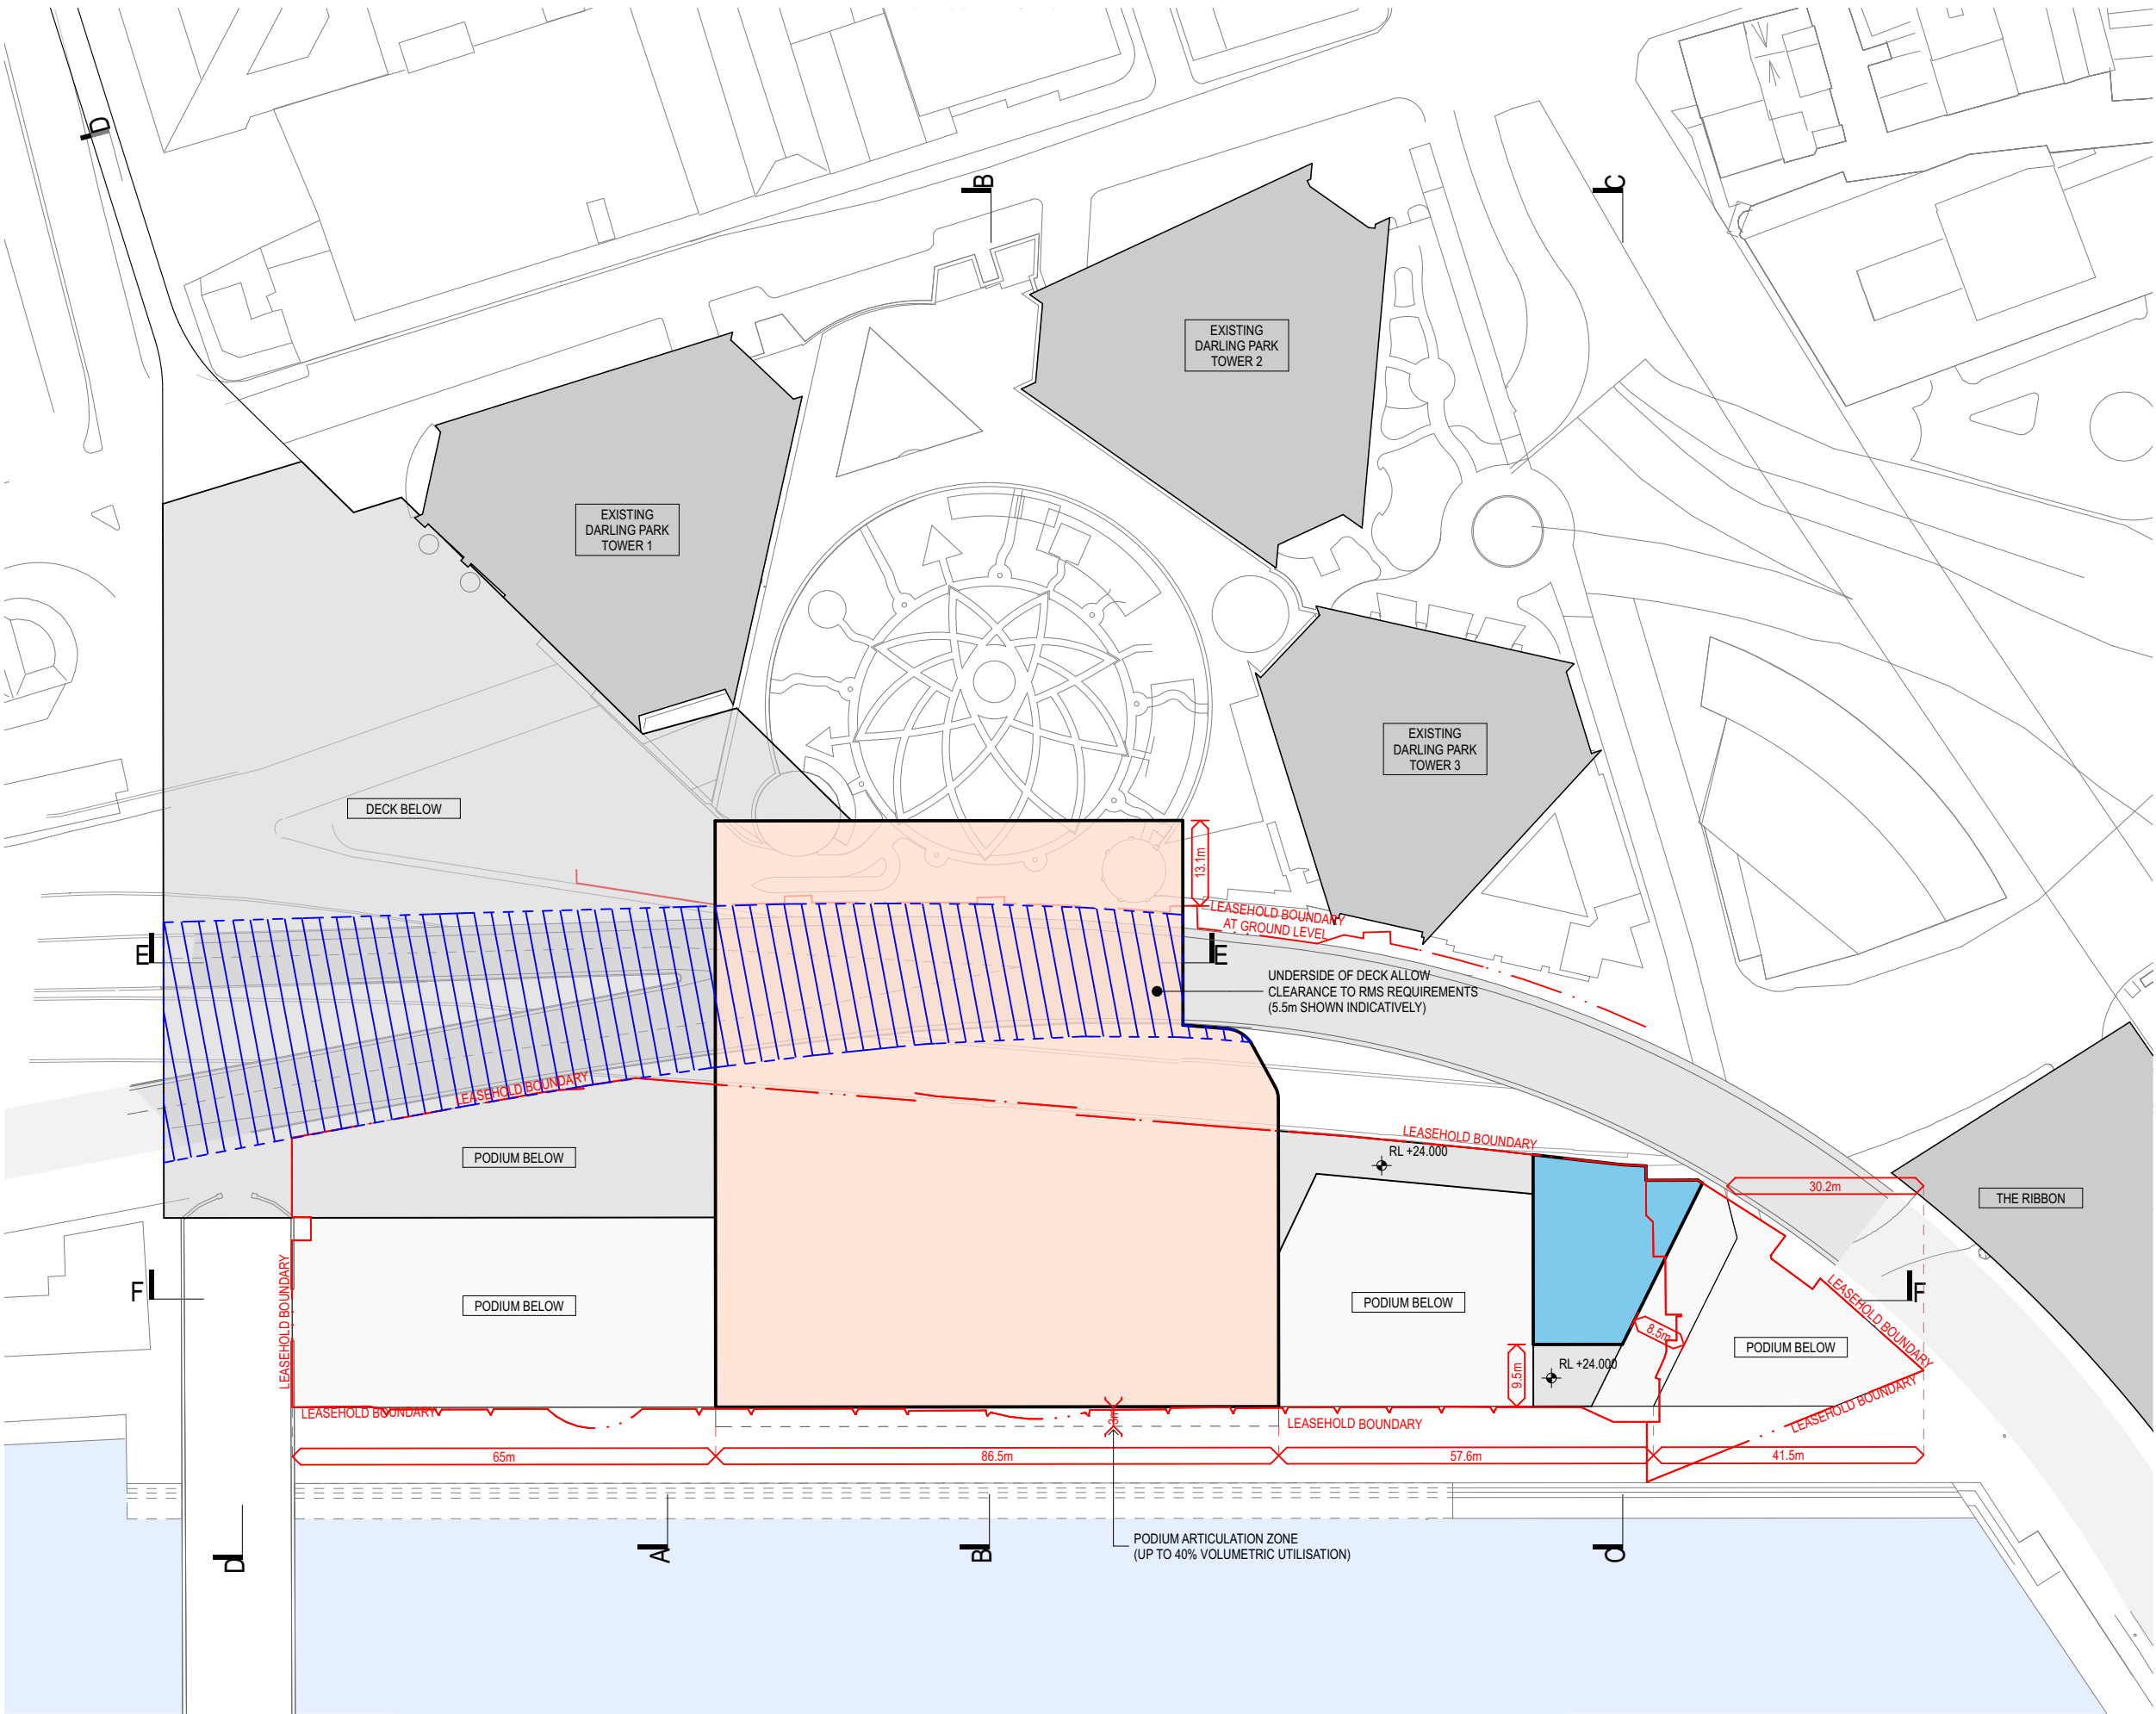 D
B
C
EXISTING
DARLING PARK
TOWER 2
EXISTING
DARLING PARK
TOWER 1
EXISTING
DARLING PARK
TOWER 3
DECK BELOW
13.1m
LEASEHOLD BOUNDARY
AT GROUND LEVEL
E
E
UNDERSIDE OF DECK ALLOW
CLEARANCE TO RMS REQUIREMENTS
(5.5m SHOWN INDICATIVELY)
LEASEHOLD BOUNDARY
LEASEHOLD BOUNDARY
PODIUM BELOW
RL +24.000
30.2m
THE RIBBON
LEASEHOLD BOUNDARY
F
F
PODIUM BELOW
PODIUM BELOW
LEASEHOLD BOUNDARY
8.5m
PODIUM BELOW
9.5m
RL +24.000
LEASEHOLD BOUNDARY
LEASEHOLD BOUNDARY
3m
LEASEHOLD BOUNDARY
65m
86.5m
57.6m
41.5m
PODIUM ARTICULATION ZONE
(UP TO 40% VOLUMETRIC UTILISATION)
D
A
B
C